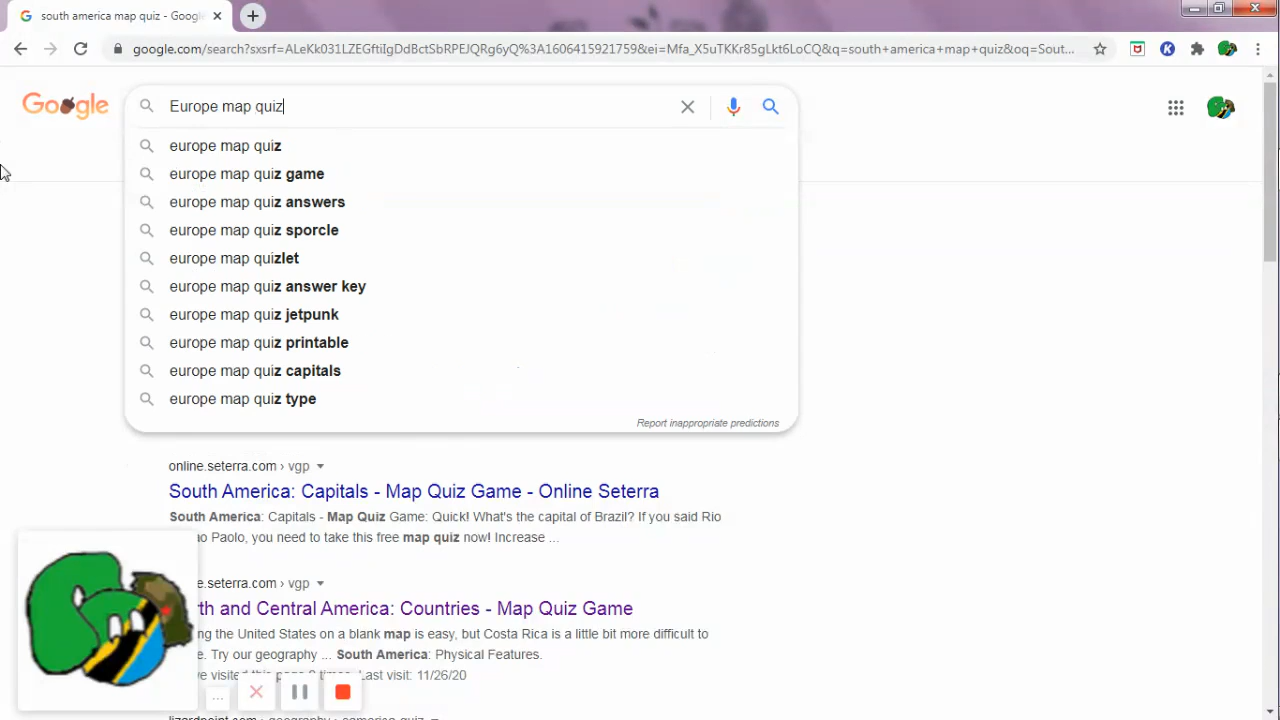 south america map quiz - Google
google.com/search?sxsrf=ALeKk031LZEGftiIgDdBctSbRPEJQRg6yQ%3A1606415921759&ei=Mfa_X5uTKKr85gLkt6LoCQ&q=south+america+map+quiz&oq=Sout...
Google
Europe map quiz
europe map quiz
europe map quiz game
europe map quiz answers
europe map quiz sporcle
europe map quizlet
europe map quiz answer key
europe map quiz jetpunk
europe map quiz printable
europe map quiz capitals
europe map quiz type
Report inappropriate predictions
online.seterra.com › vgp
South America: Capitals - Map Quiz Game - Online Seterra
South America: Capitals - Map Quiz Game: Quick! What's the capital of Brazil? If you said Rio
o Paolo, you need to take this free map quiz now! Increase ...
e.seterra.com › vgp
th and Central America: Countries - Map Quiz Game
ng the United States on a blank map is easy, but Costa Rica is a little bit more difficult to
e. Try our geography ... South America: Physical Features.
ve visited this page 2 times. Last visit: 11/26/20